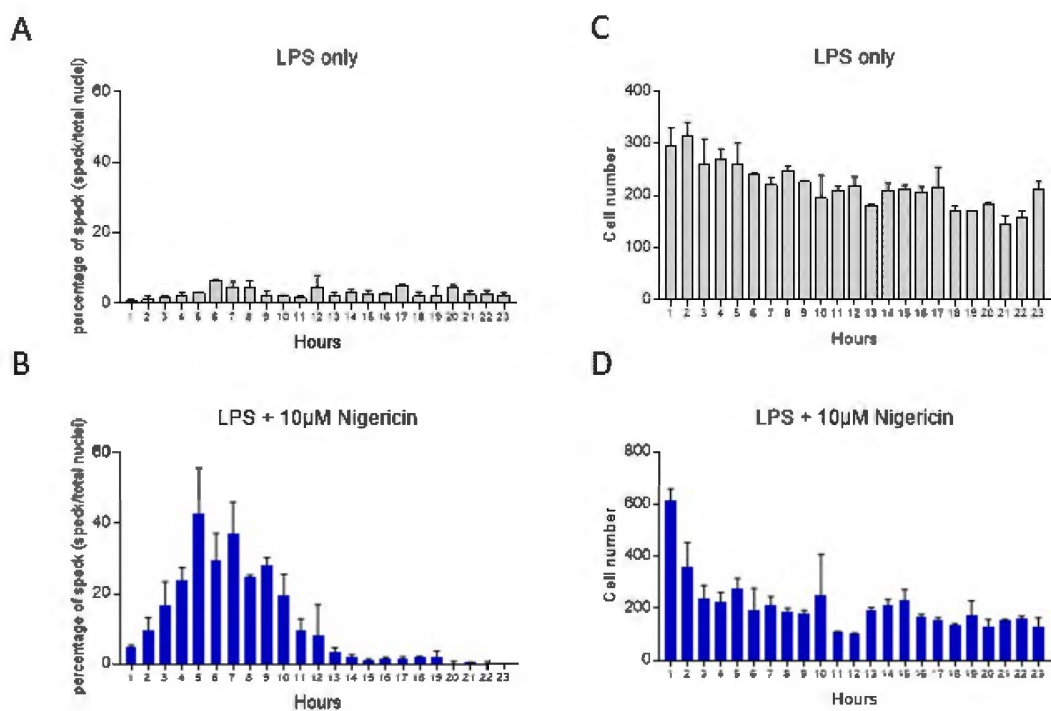 A
LPS only
percentage of speck (speck/total nuclei)
60
40
20
0
1 2 3 4 5 6 7 8 9 10 11 12 13 14 15 16 17 18 19 20 21 22 23
Hours
C
LPS only
Cell number
400
300
200
100
0
1 2 3 4 5 6 7 8 9 10 11 12 13 14 15 16 17 18 19 20 21 22 23
Hours
B
LPS + 10µM Nigericin
percentage of speck (speck/total nuclei)
60
40
20
0
1 2 3 4 5 6 7 8 9 10 11 12 13 14 15 16 17 18 19 20 21 22 23
Hours
D
LPS + 10µM Nigericin
Cell number
800
600
400
200
0
1 2 3 4 5 6 7 8 9 10 11 12 13 14 15 16 17 18 19 20 21 22 23
Hours